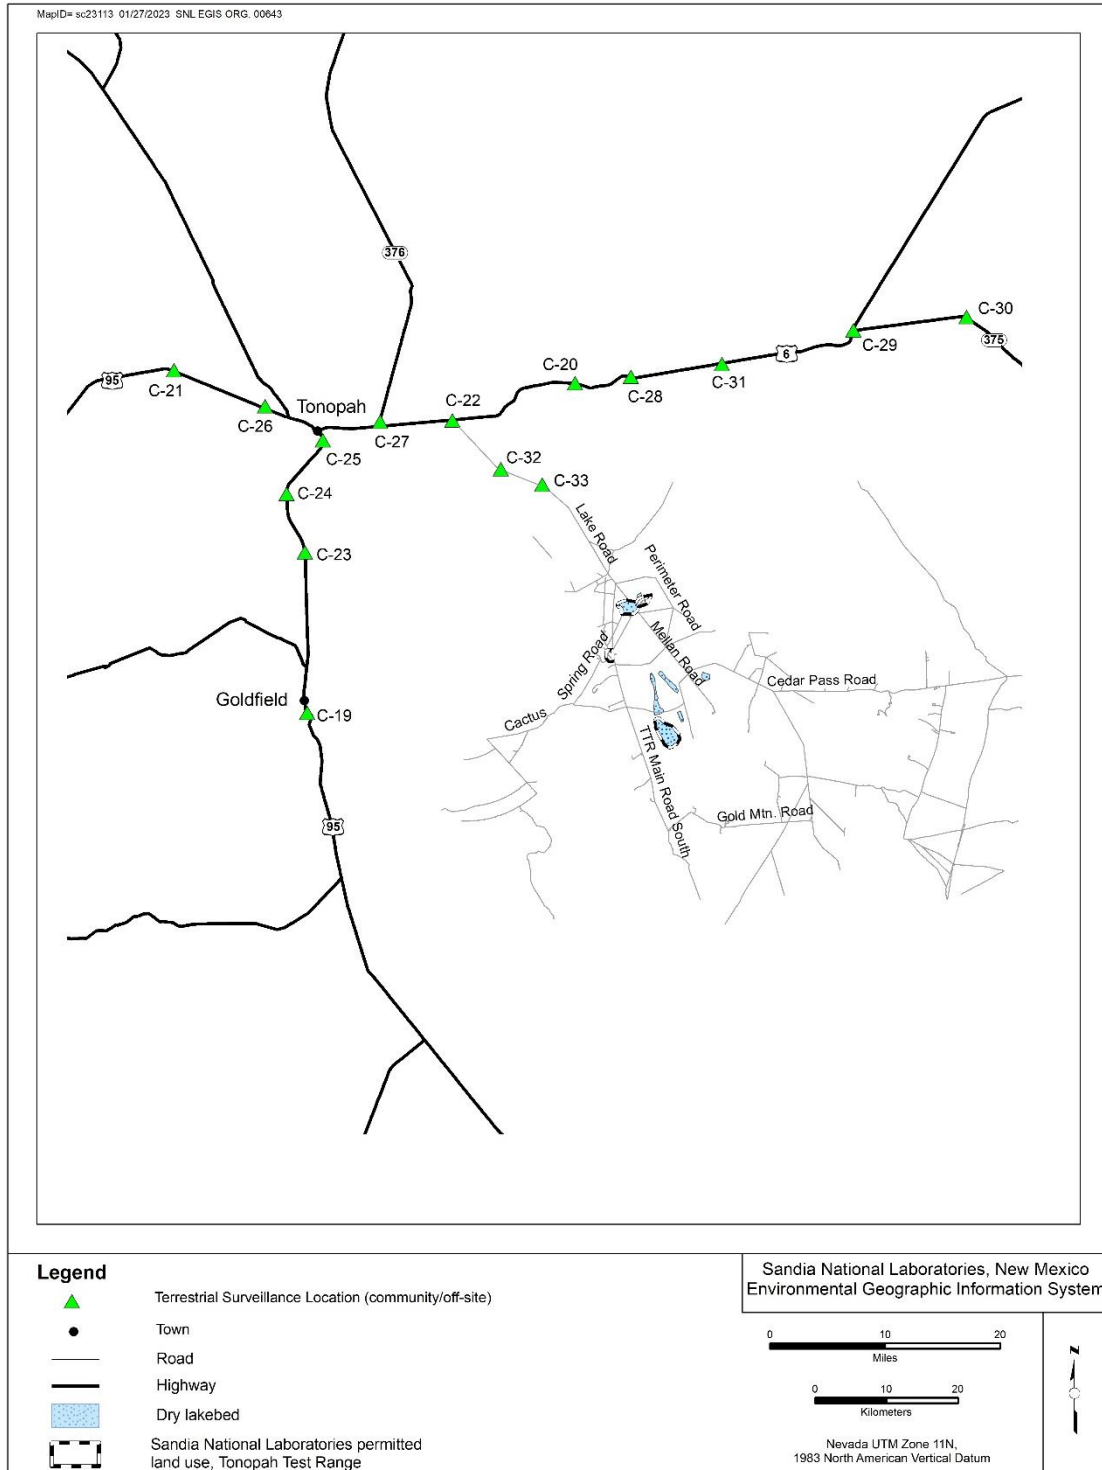 MapID= sc23113 01/27/2023 SNL EGIS ORG. 00643
376
C-30
375
C-29
6
C-31
C-28
C-20
95
C-21
C-26
Tonopah
C-22
C-27
C-25
C-32
C-33
C-24
Lake Road
C-23
Perimeter Road
Mellan Road
Spring Road
Cedar Pass Road
Goldfield
C-19
Cactus
TTR Main Road South
Gold Mtn. Road
95
Legend
Terrestrial Surveillance Location (community/off-site)
Town
Road
Highway
Dry lakebed
Sandia National Laboratories permitted
land use, Tonopah Test Range
Sandia National Laboratories, New Mexico
Environmental Geographic Information System
0 10 20
Miles
0 10 20
Kilometers
Nevada UTM Zone 11N,
1983 North American Vertical Datum
N